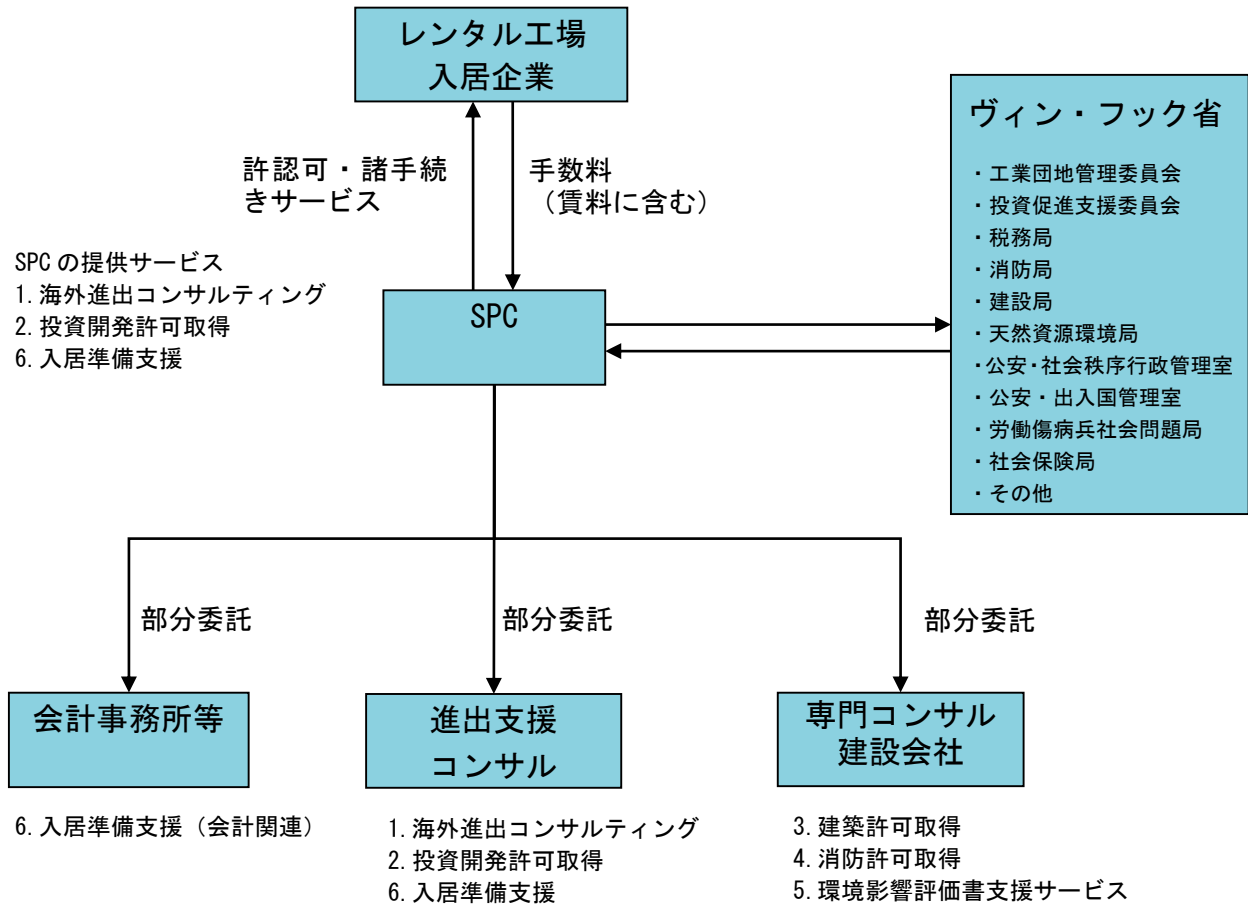 レンタル工場
入居企業
ヴィン・フック省
・工業団地管理委員会
・投資促進支援委員会
・税務局
・消防局
・建設局
・天然資源環境局
・公安・社会秩序行政管理室
・公安・出入国管理室
・労働傷病兵社会問題局
・社会保険局
・その他
許認可・諸手続
きサービス
手数料
（賃料に含む）
SPC の提供サービス
1. 海外進出コンサルティング
2. 投資開発許可取得
6. 入居準備支援
SPC
部分委託
部分委託
部分委託
会計事務所等
進出支援
コンサル
専門コンサル
建設会社
6. 入居準備支援（会計関連）
1. 海外進出コンサルティング
2. 投資開発許可取得
6. 入居準備支援
3. 建築許可取得
4. 消防許可取得
5. 環境影響評価書支援サービス